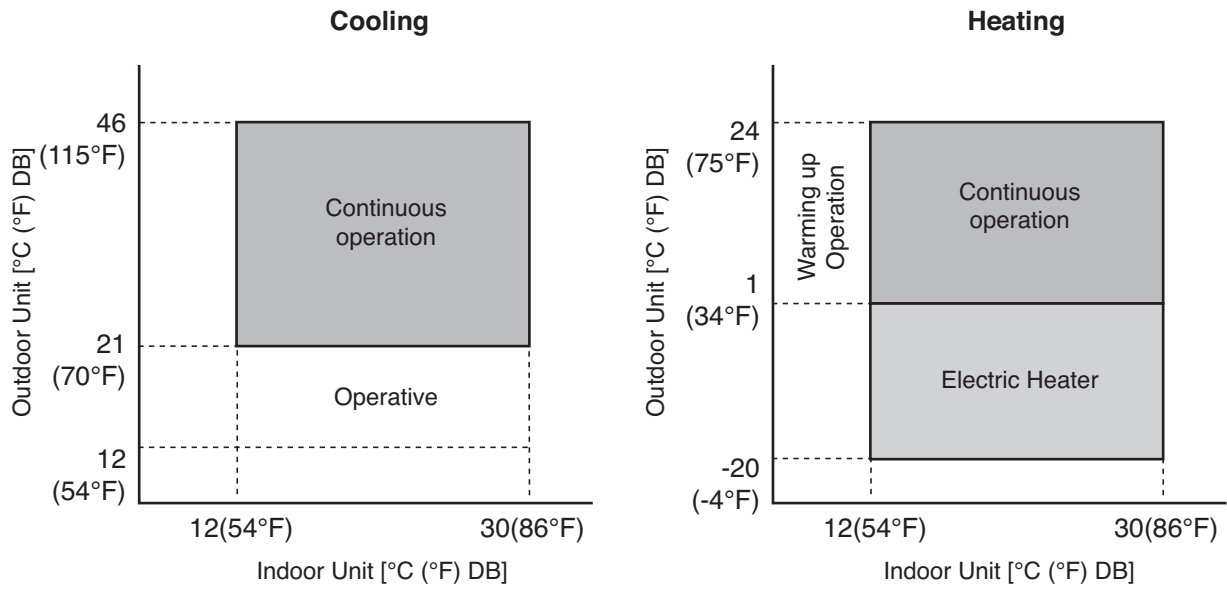 Cooling
Outdoor Unit [°C (°F) DB]
46
(115°F)
21
(70°F)
12
(54°F)
Continuous
operation
Operative
12(54°F)
30(86°F)
Indoor Unit [°C (°F) DB]
Heating
Outdoor Unit [°C (°F) DB]
24
(75°F)
1
(34°F)
-20
(-4°F)
Warming up
Operation
Continuous
operation
Electric Heater
12(54°F)
30(86°F)
Indoor Unit [°C (°F) DB]